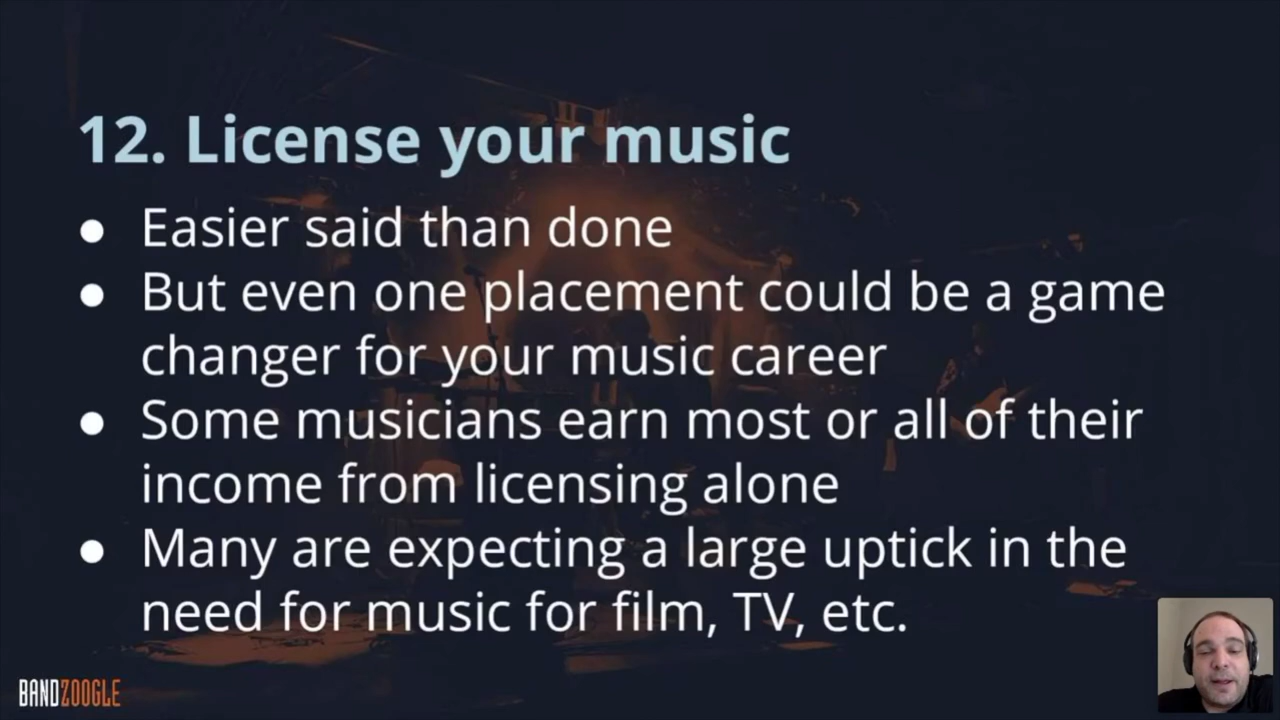 12. License your music
● Easier said than done
● But even one placement could be a game
changer for your music career
● Some musicians earn most or all of their
income from licensing alone
● Many are expecting a large uptick in the
need for music for film, TV, etc.
BANDZOOGLE